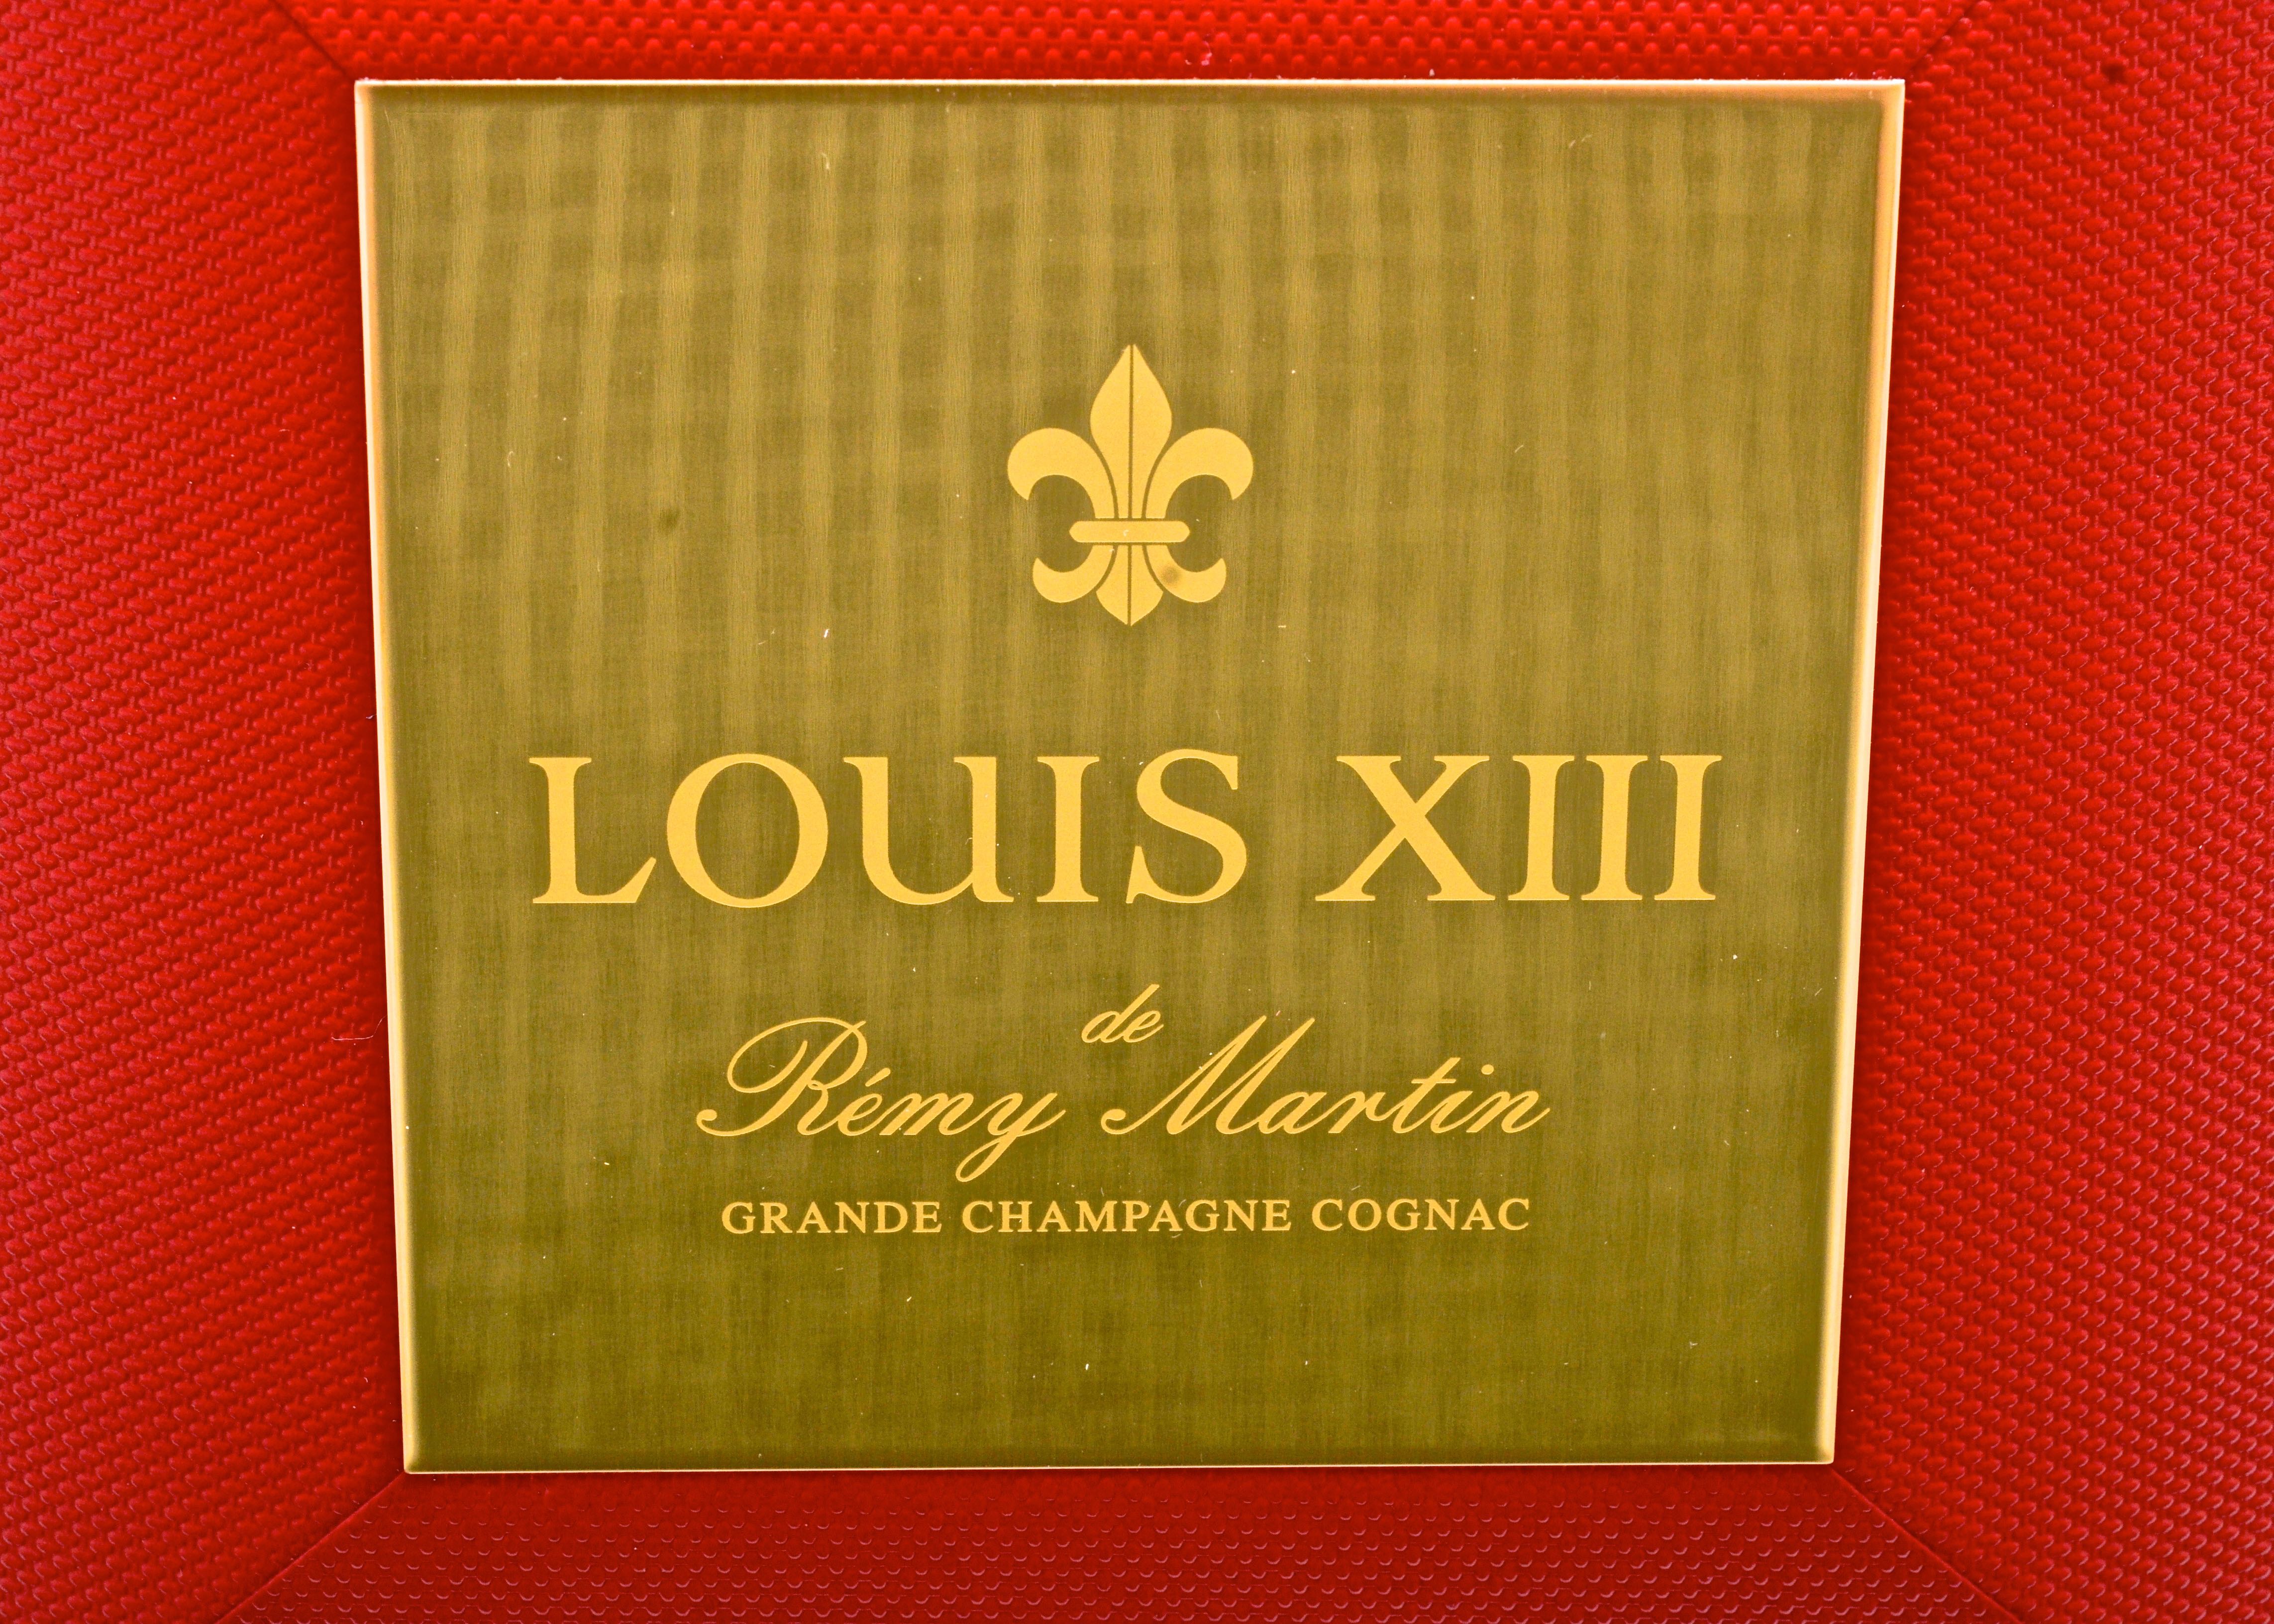 LOUIS XIII
de
Rémy Martin
GRANDE CHAMPAGNE COGNAC